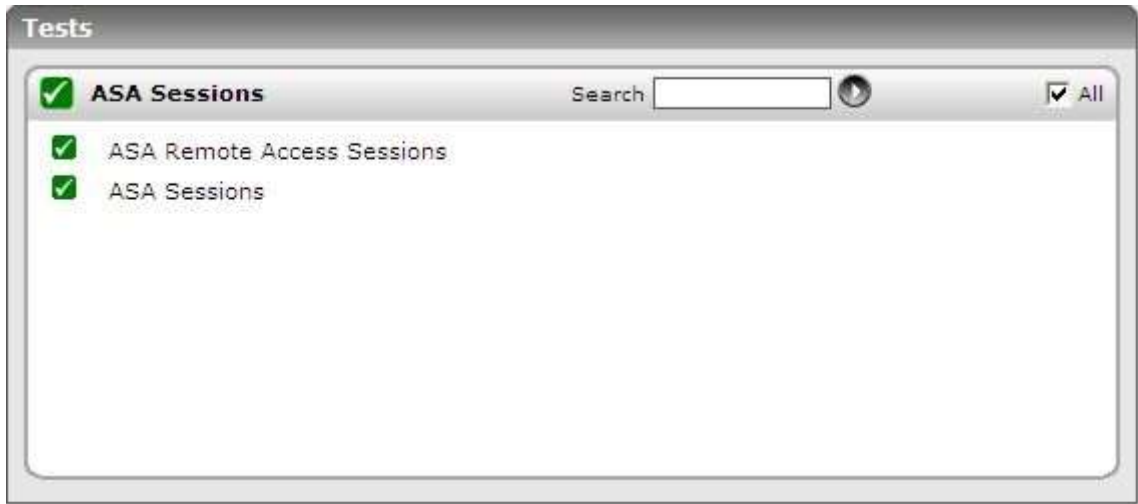 Tests
ASA Sessions Search All
ASA Remote Access Sessions
ASA Sessions